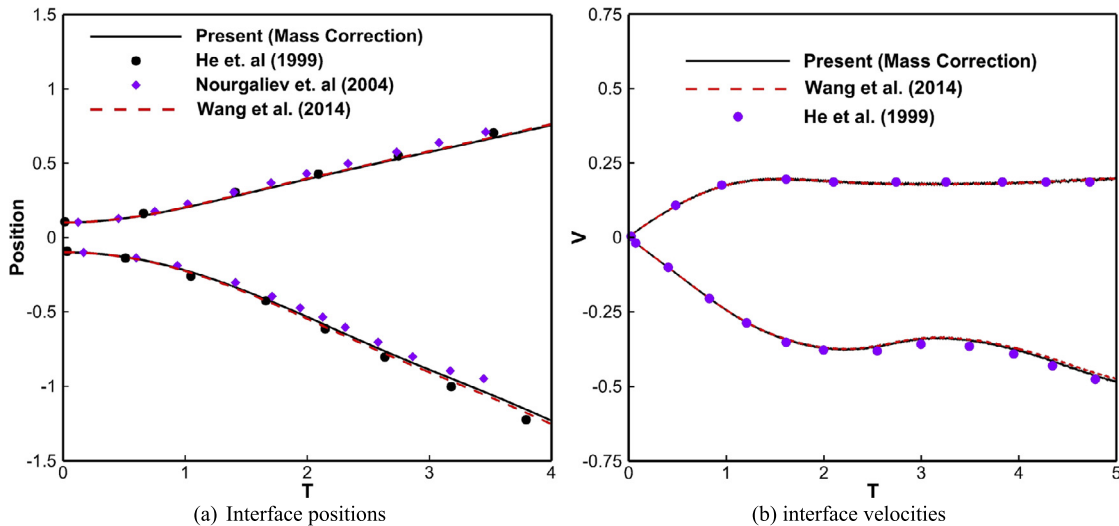 1.5
1
0.5
0
-0.5
-1
-1.5
Position
Present (Mass Correction)
He et. al (1999)
Nourgaliev et. al (2004)
Wang et al. (2014)
0 1 2 3 4
T
(a) Interface positions
0.75
0.5
0.25
0
-0.25
-0.5
-0.75
V
Present (Mass Correction)
Wang et al. (2014)
He et al. (1999)
0 1 2 3 4 5
T
(b) interface velocities